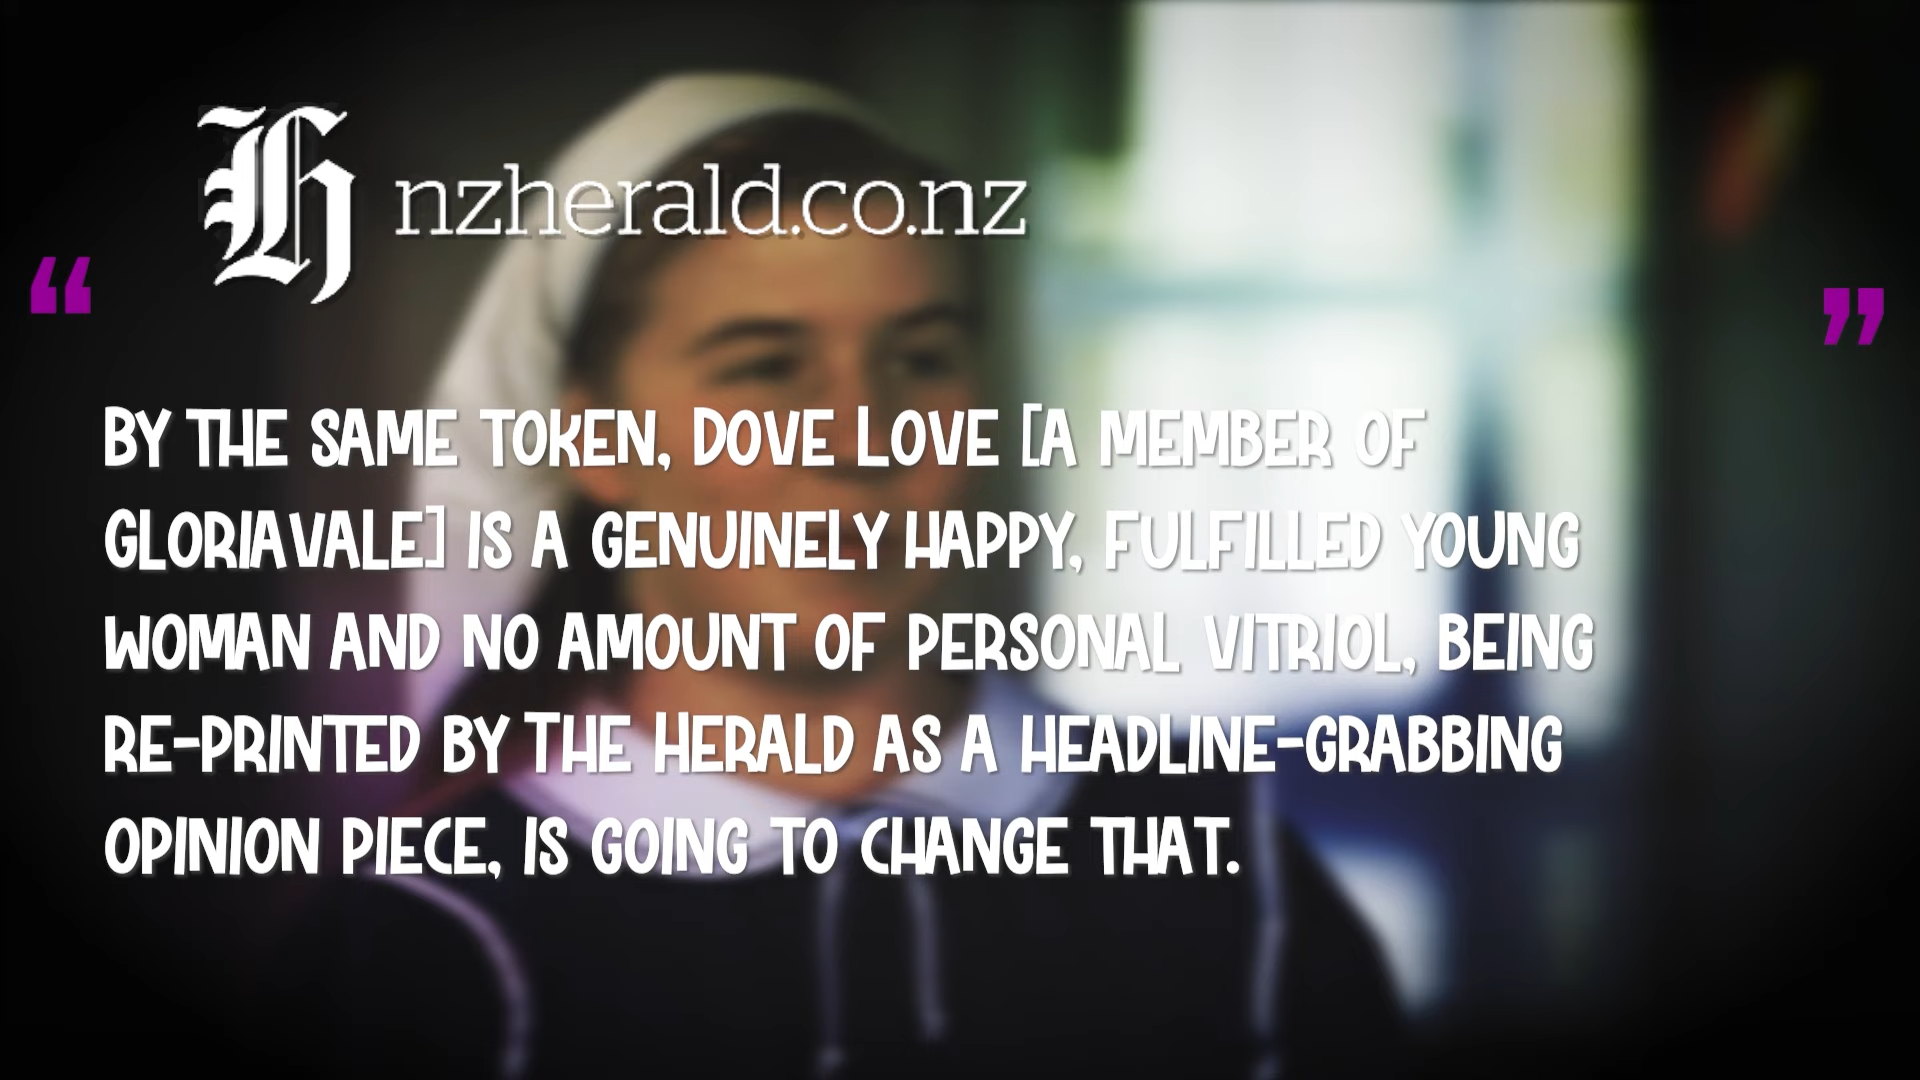 H nzherald.co.nz
“ ”
BY THE SAME TOKEN, DOVE LOVE [A MEMBER OF
GLORIAVALE] IS A GENUINELY HAPPY, FULFILLED YOUNG
WOMAN AND NO AMOUNT OF PERSONAL VITRIOL, BEING
RE-PRINTED BY THE HERALD AS A HEADLINE-GRABBING
OPINION PIECE, IS GOING TO CHANGE THAT.